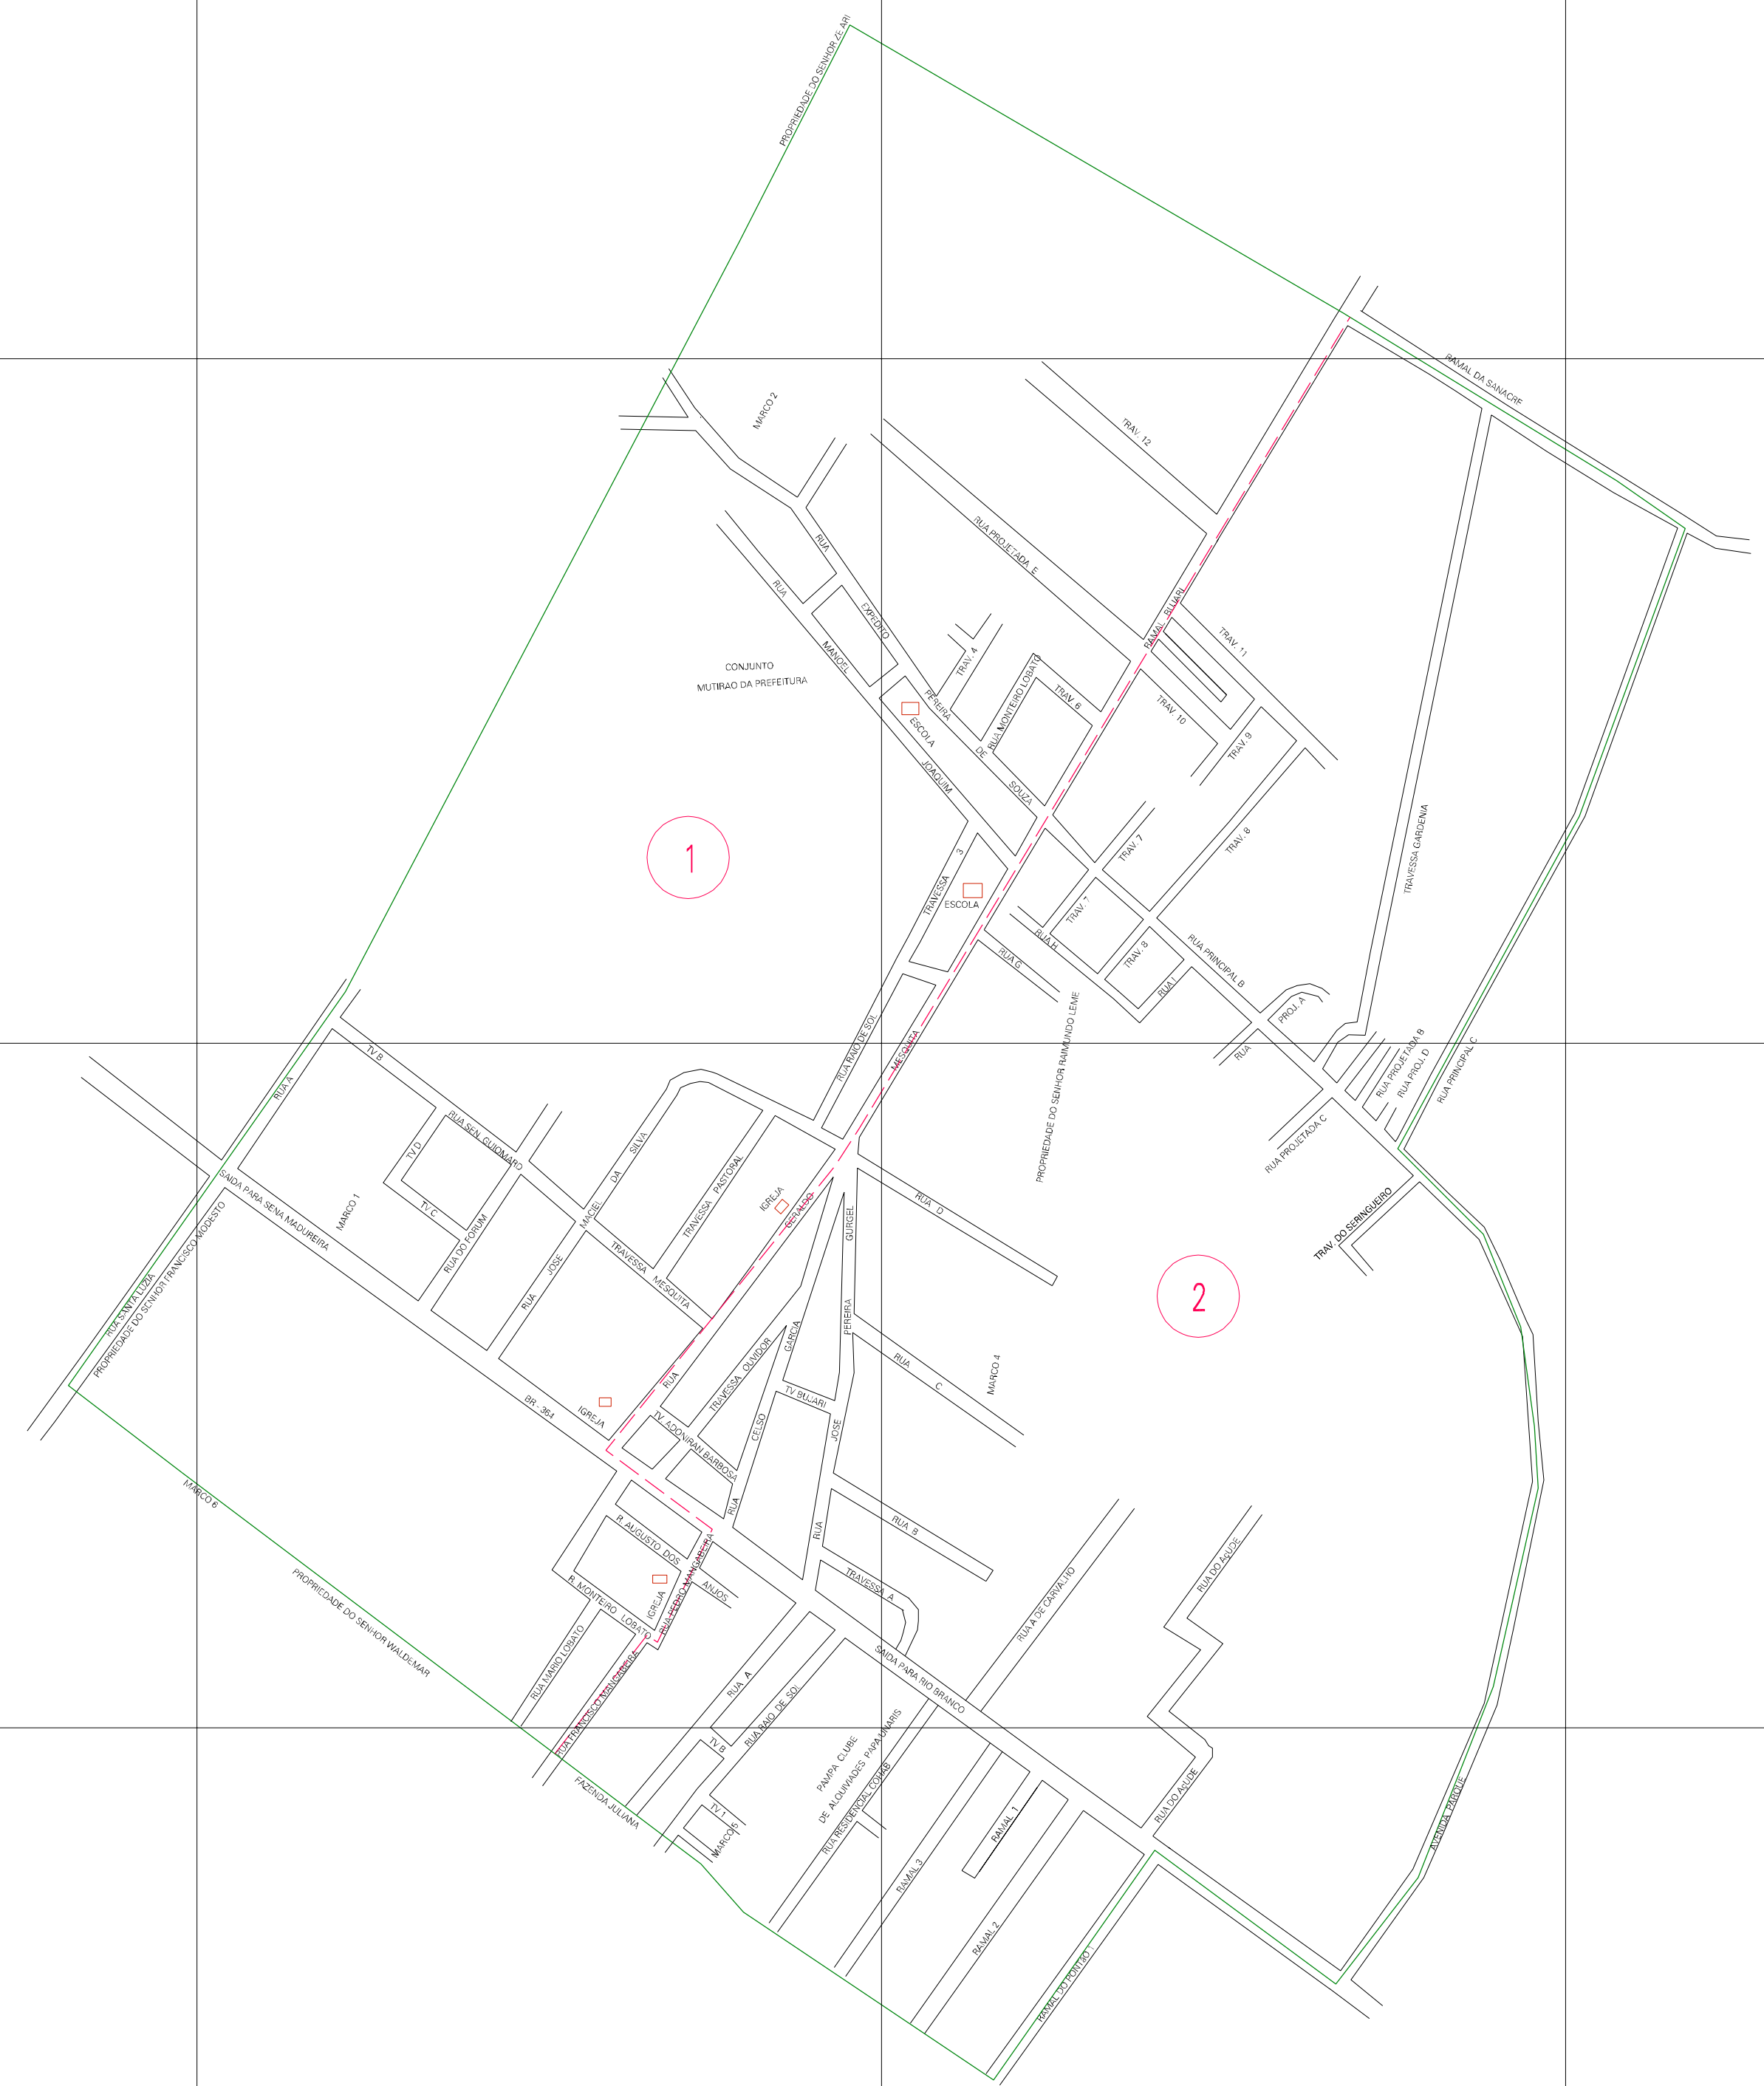 PROPRIEDADE DO SENHOR ZE ARI
RAMAL DA SANACRE
MARCO 2
TRAV. 12
RUA PROJETADA E
RUA
EXPEDITO
PEREIRA
DE
SOUZA
RUA
MANOEL
JOAQUIM
RAMAL BUJARI
TRAV. 11
CONJUNTO
MUTIRAO DA PREFEITURA
TRAV. 4
RUA MONTEIRO LOBATO
TRAV. 6
TRAV. 10
TRAV. 9
ESCOLA
TRAV. 7
TRAV. 8
TRAVESSA GARDENIA
1
TRAVESSA 3
ESCOLA
TRAV. 7
RUA H
TRAV. 8
RUA G
RUA I
RUA PRINCIPAL B
PROJ. A
RUA
RUA RAIO DE SOL
MESQUITA
PROPRIEDADE DO SENHOR RAIMUNDO LEME
RUA PROJETADA B
RUA PROJ. D
RUA PRINCIPAL C
RUA PROJETADA C
TRAV. DO SERINGUEIRO
TV B
RUA A
RUA SEN. GUIOMARD
TV D
TV C
RUA DO FORUM
MARCO 1
SAIDA PARA SENA MADUREIRA
RUA SANTA LUZIA
PROPRIEDADE DO SENHOR FRANCISCO MODESTO
RUA
JOSE
MACIEL
DA
SILVA
TRAVESSA PASTORAL
TRAVESSA
MESQUITA
IGREJA
GERALDO
RUA
GURGEL
PEREIRA
JOSE
RUA
RUA D
2
RUA
C
MARCO 4
TRAVESSA OUVIDOR
GARCIA
CELSO
RUA
TV BUJARI
TV. ADONIRAN BARBOSA
IGREJA
BR - 364
MARCO 6
RUA B
TRAVESSA A
R. AUGUSTO DOS
ANJOS
RUA PEDRO MANGABEIRA
IGREJA
R. MONTEIRO LOBATO
RUA MARIO LOBATO
RUA FRANCISCO MANGABEIRA
PROPRIEDADE DO SENHOR WALDEMAR
RUA A
RUA RAIO DE SOL
TV B
TV 1
MARCO 5
FAZENDA JULIANA
RUA A DE CARVALHO
RUA DO AçUDE
SAIDA PARA RIO BRANCO
PAMPA CLUBE
DE ALQUIVIADES PAPA UNARIS
RUA RESIDENCIAL COHAB
RUA DO AçUDE
RAMAL 1
RAMAL 3
RAMAL 2
RAMAL DO PONTãO 1
AVENIDA PARQUE